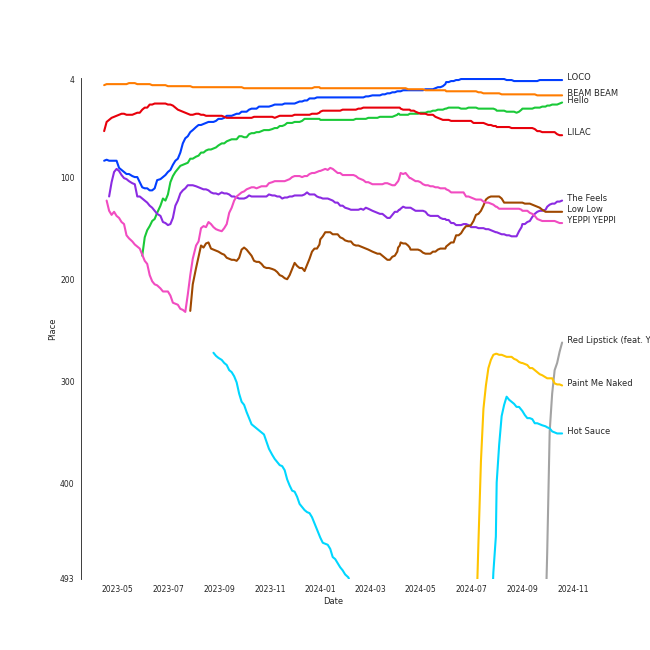 4
100
200
300
400
493
Place
LOCO
BEAM BEAM
Hello
LILAC
The Feels
Low Low
YEPPI YEPPI
Red Lipstick (feat. Y
Paint Me Naked
Hot Sauce
2023-05 2023-07 2023-09 2023-11 2024-01 2024-03 2024-05 2024-07 2024-09 2024-11
Date